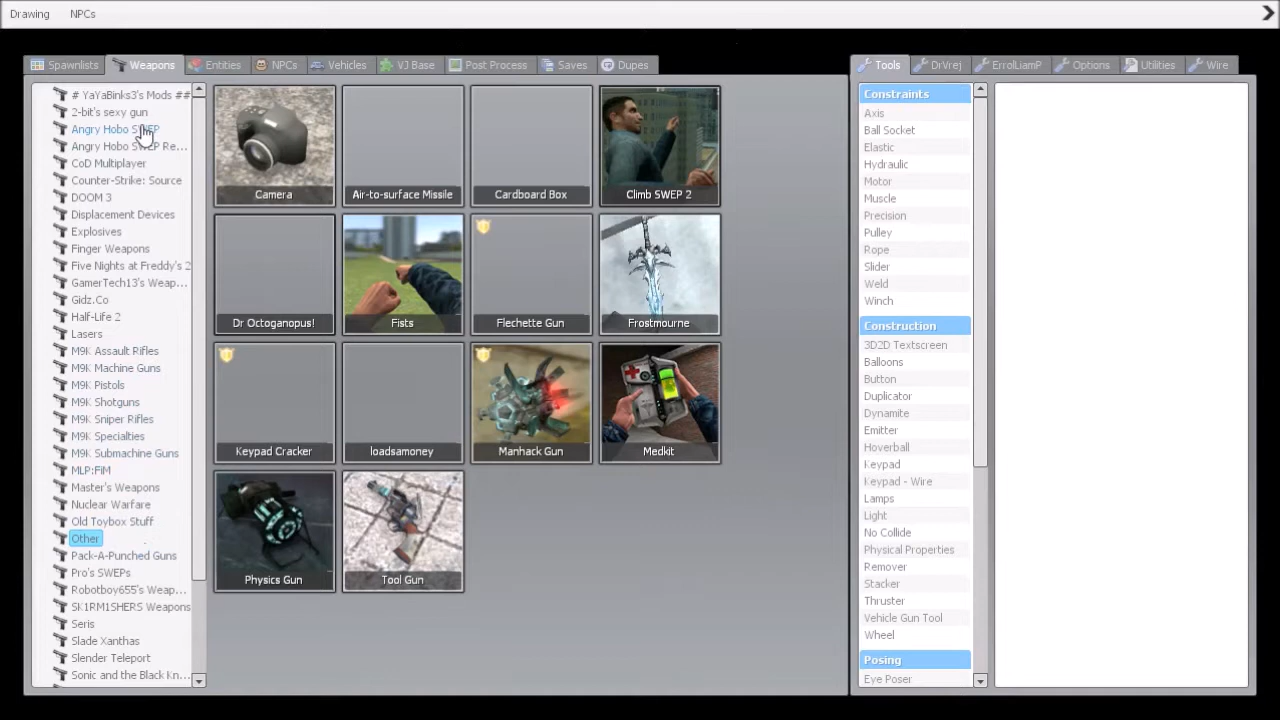 Drawing NPCs
Spawnlists Weapons Entities NPCs Vehicles VJ Base Post Process Saves Dupes
# YaYaBinks3's Mods ##
2-bit's sexy gun
Angry Hobo SWEP
Angry Hobo SWEP Re...
CoD Multiplayer
Counter-Strike: Source
DOOM 3
Displacement Devices
Explosives
Finger Weapons
Five Nights at Freddy's 2
GamerTech13's Weap...
Gidz.Co
Half-Life 2
Lasers
M9K Assault Rifles
M9K Machine Guns
M9K Pistols
M9K Shotguns
M9K Sniper Rifles
M9K Specialties
M9K Submachine Guns
MLP:FiM
Master's Weapons
Nuclear Warfare
Old Toybox Stuff
Other
Pack-A-Punched Guns
Pro's SWEPs
Robotboy655's Weap...
SK1RM1SHERS Weapons
Seris
Slade Xanthas
Slender Teleport
Sonic and the Black Kn...
Camera Air-to-surface Missile Cardboard Box Climb SWEP 2
Dr Octoganopus! Fists Flechette Gun Frostmourne
Keypad Cracker loadsamoney Manhack Gun Medkit
Physics Gun Tool Gun
Tools DrVrej ErrolLiamP Options Utilities Wire
Constraints
Axis
Ball Socket
Elastic
Hydraulic
Motor
Muscle
Precision
Pulley
Rope
Slider
Weld
Winch
Construction
3D2D Textscreen
Balloons
Button
Duplicator
Dynamite
Emitter
Hoverball
Keypad
Keypad - Wire
Lamps
Light
No Collide
Physical Properties
Remover
Stacker
Thruster
Vehicle Gun Tool
Wheel
Posing
Eye Poser